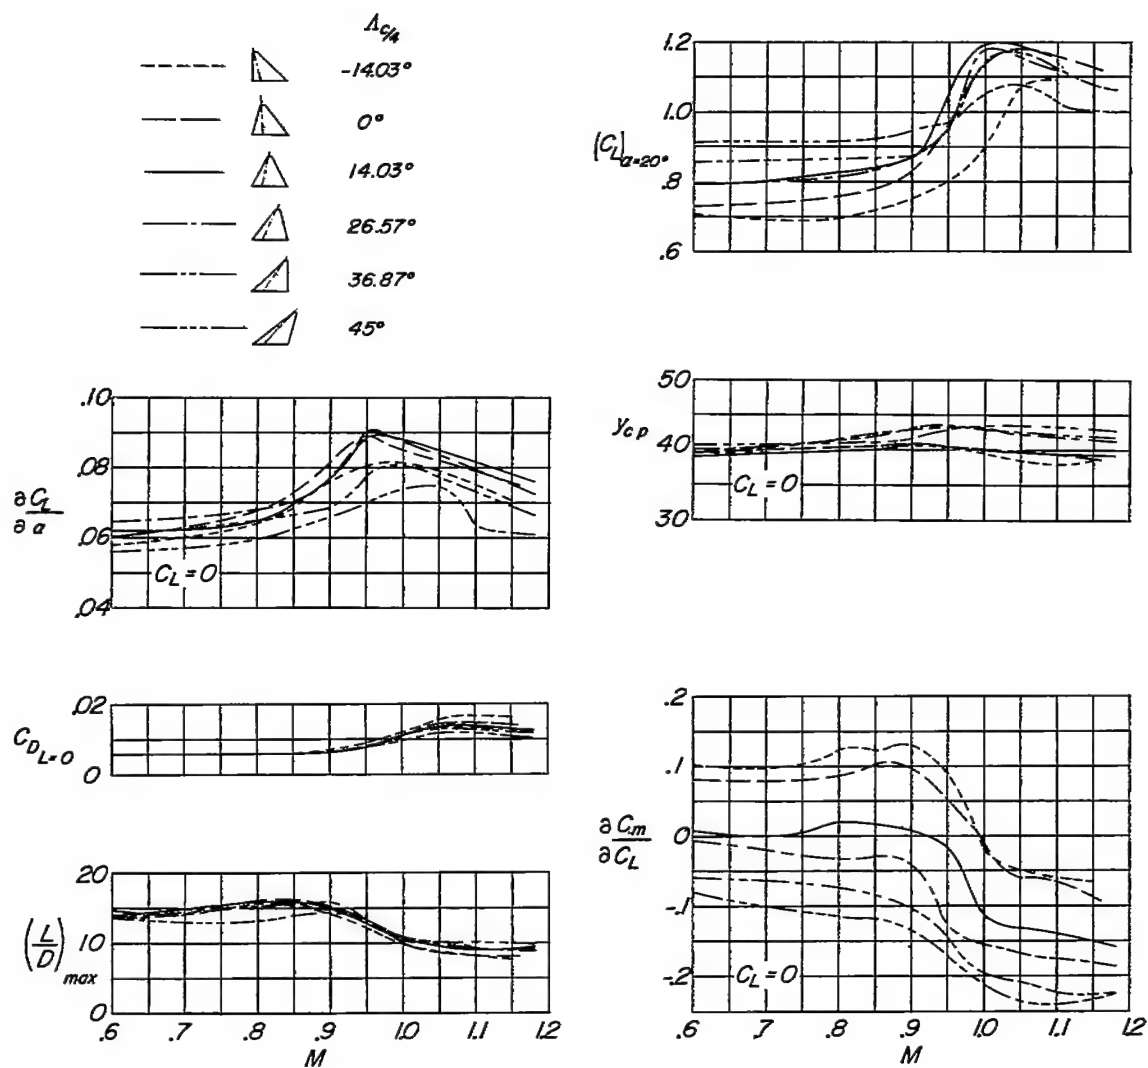 Λc/4
-14.03°
0°
14.03°
26.57°
36.87°
45°
1.2
1.0
.8
.6
(CL)α=20°
50
40
30
yc p
CL=0
.10
.08
.06
.04
∂CL
∂α
CL=0
.02
0
CDL=0
20
10
0
(L/D)max
.6 .7 .8 .9 1.0 1.1 1.2
M
.2
.1
0
-.1
-.2
∂Cm
∂CL
CL=0
.6 .7 .8 .9 1.0 1.1 1.2
M